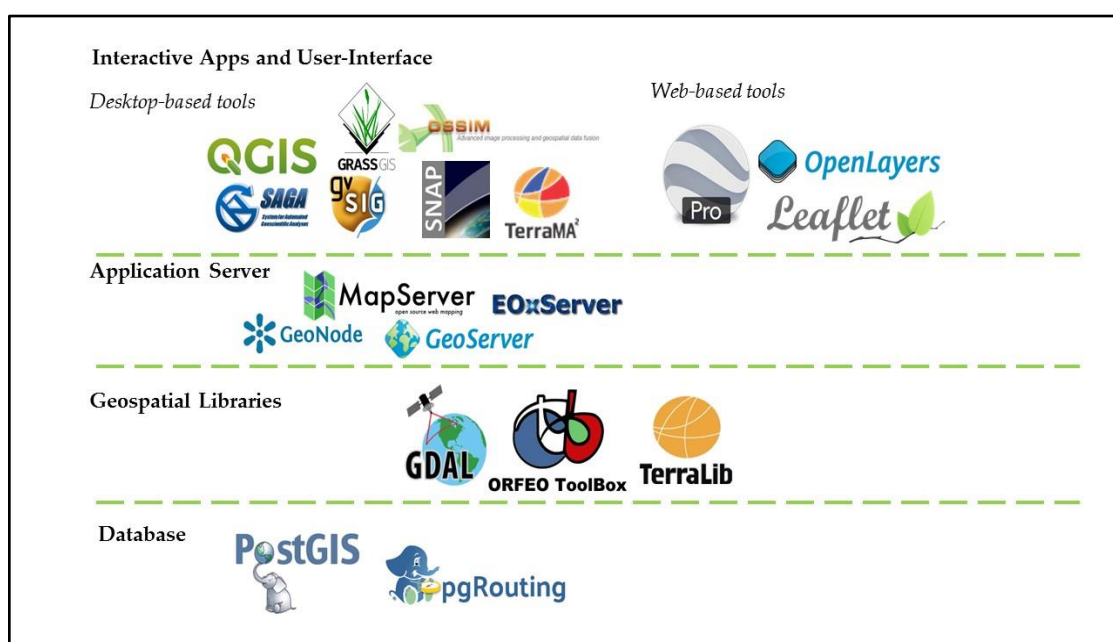 Interactive Apps and User-Interface
Desktop-based tools
Web-based tools
QGIS
GRASS GIS
OSSIM
Advanced image processing and geospatial data fusion
SAGA
System for Automated
Geoscientific Analyses
gv
SIG
SNAP
TerraMA²
Pro
OpenLayers
Leaflet
Application Server
MapServer
open source web mapping
EOxServer
GeoNode
GeoServer
Geospatial Libraries
GDAL
ORFEO ToolBox
TerraLib
Database
PostGIS
pgRouting